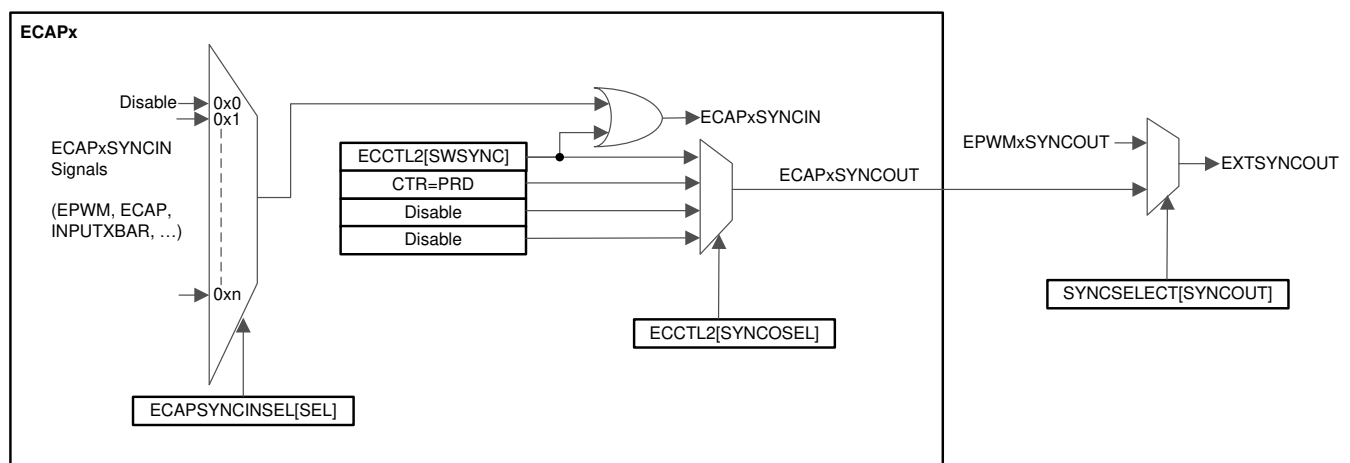 ECAPx
Disable
0x0
0x1
ECAPxSYNCIN
Signals
(EPWM, ECAP,
INPUTXBAR, …)
0xn
ECAPSYNCINSEL[SEL]
ECAPxSYNCIN
ECCTL2[SWSYNC]
CTR=PRD
Disable
Disable
ECAPxSYNCOUT
ECCTL2[SYNCOSEL]
EPWMxSYNCOUT
EXTSYNCOUT
SYNCSELECT[SYNCOUT]